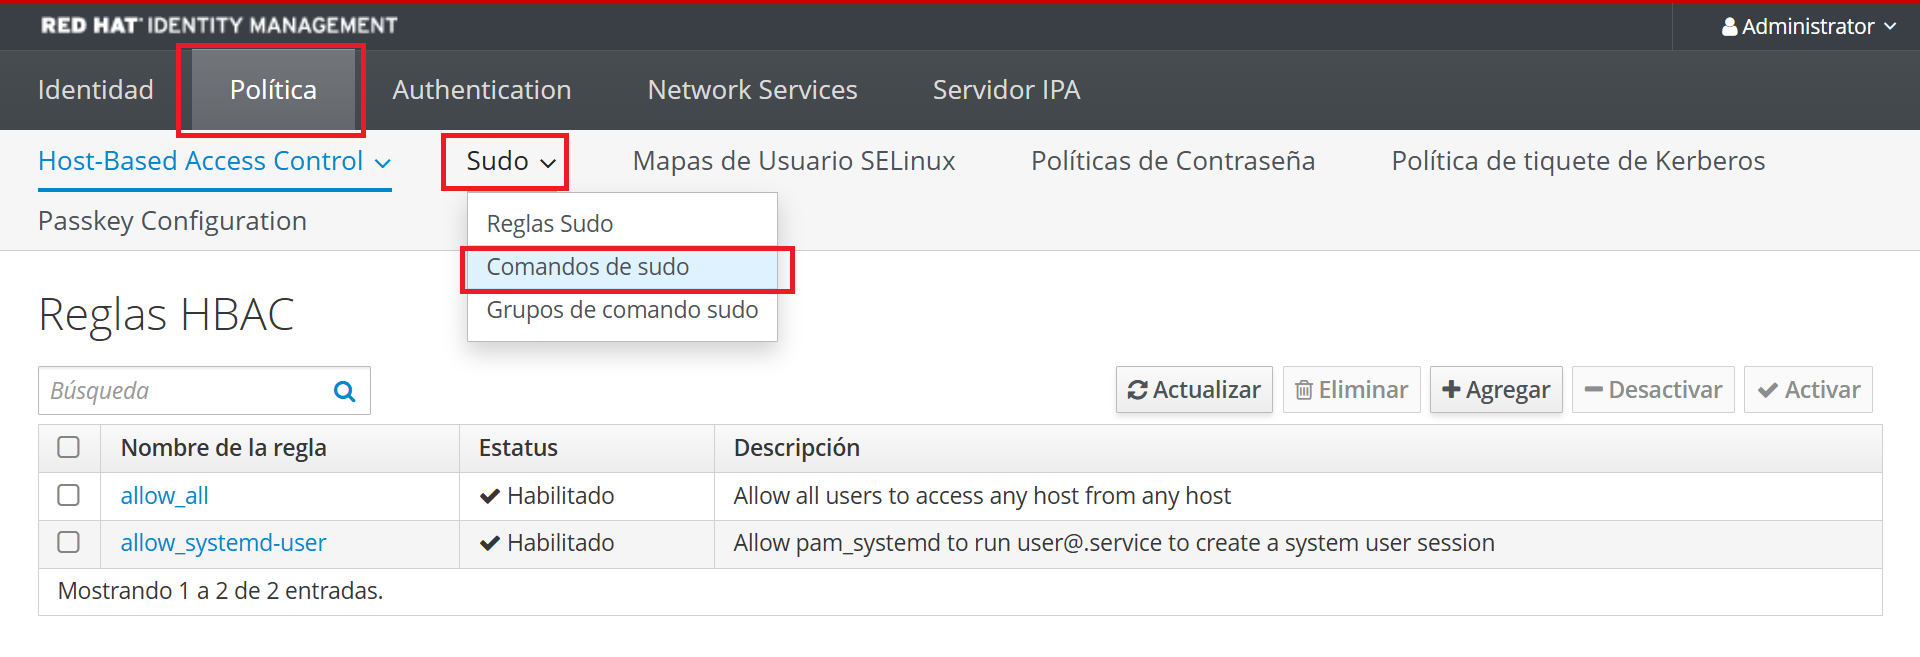 RED HAT IDENTITY MANAGEMENT
Administrator
Identidad Política Authentication Network Services Servidor IPA
Host-Based Access Control Sudo Mapas de Usuario SELinux Políticas de Contraseña Política de tiquete de Kerberos
Passkey Configuration
Reglas Sudo
Comandos de sudo
Grupos de comando sudo
Reglas HBAC
Búsqueda
Actualizar Eliminar Agregar Desactivar Activar
Nombre de la regla Estatus Descripción
allow_all Habilitado Allow all users to access any host from any host
allow_systemd-user Habilitado Allow pam_systemd to run user@.service to create a system user session
Mostrando 1 a 2 de 2 entradas.